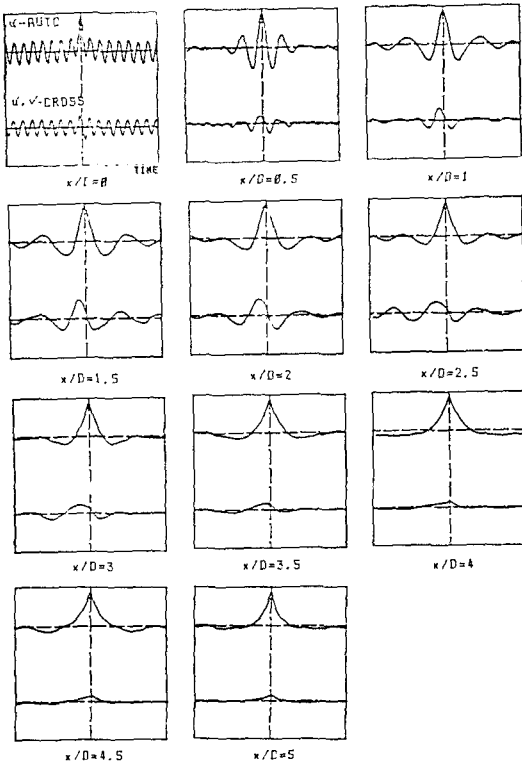 u-AUTO
u,v-CROSS
TIME
x/D=0
x/D=0.5
x/D=1
x/D=1.5
x/D=2
x/D=2.5
x/D=3
x/D=3.5
x/D=4
x/D=4.5
x/D=5